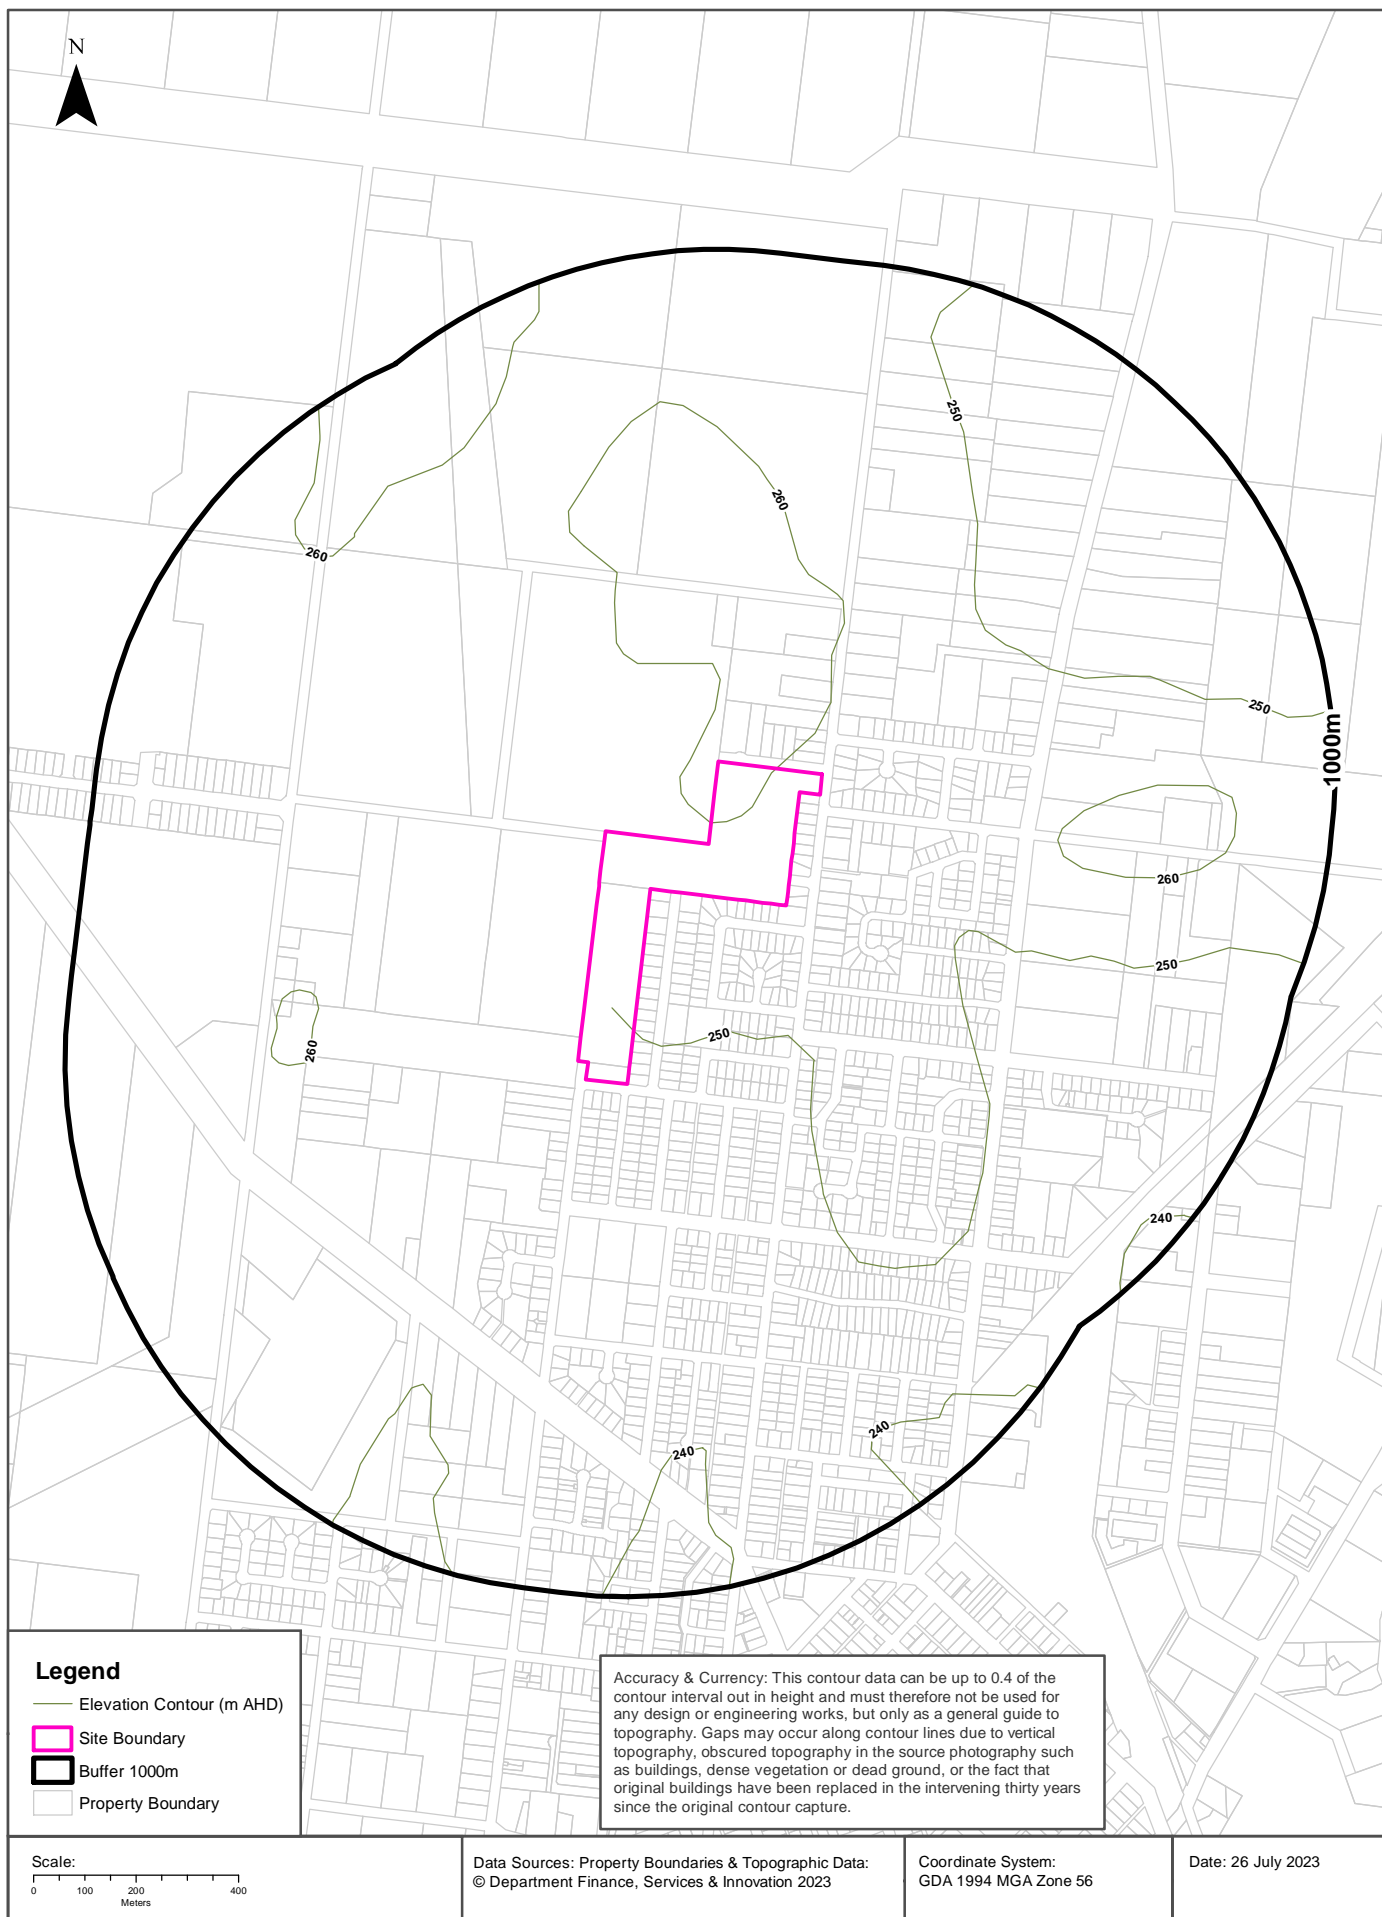 N
250
260
260
250
1000m
260
250
250
260
240
240
240
Legend
Elevation Contour (m AHD)
Site Boundary
Buffer 1000m
Property Boundary
Accuracy & Currency: This contour data can be up to 0.4 of the
contour interval out in height and must therefore not be used for
any design or engineering works, but only as a general guide to
topography. Gaps may occur along contour lines due to vertical
topography, obscured topography in the source photography such
as buildings, dense vegetation or dead ground, or the fact that
original buildings have been replaced in the intervening thirty years
since the original contour capture.
Scale:
0 100 200 400
Meters
Data Sources: Property Boundaries & Topographic Data:
© Department Finance, Services & Innovation 2023
Coordinate System:
GDA 1994 MGA Zone 56
Date: 26 July 2023